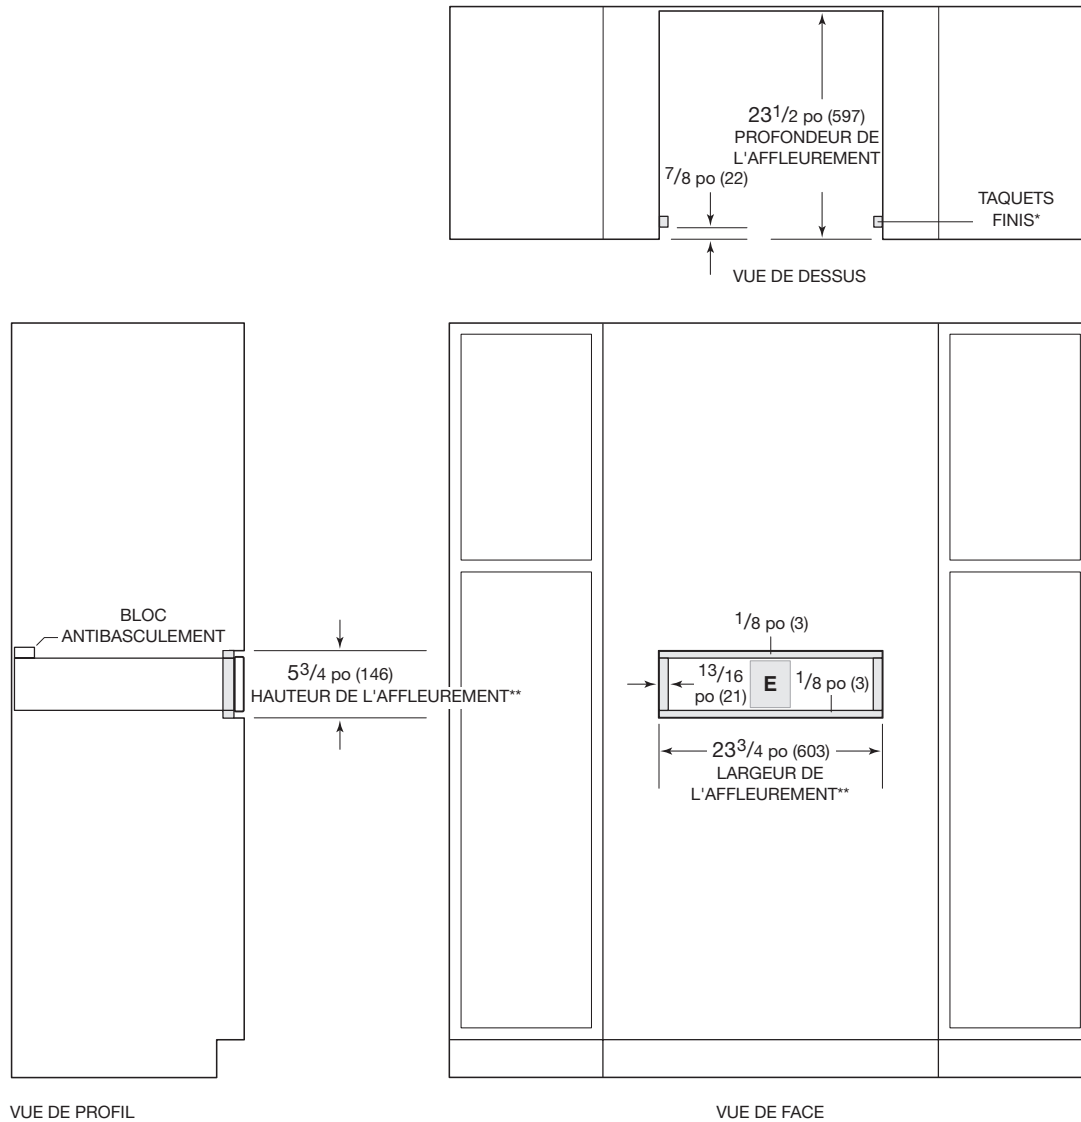 23 1/2 po (597)
PROFONDEUR DE
L'AFFLEUREMENT
7/8 po (22)
TAQUETS
FINIS*
VUE DE DESSUS
BLOC
ANTIBASCULEMENT
5 3/4 po (146)
HAUTEUR DE L'AFFLEUREMENT**
1/8 po (3)
13/16
po (21)
E
1/8 po (3)
23 3/4 po (603)
LARGEUR DE
L'AFFLEUREMENT**
VUE DE PROFIL
VUE DE FACE